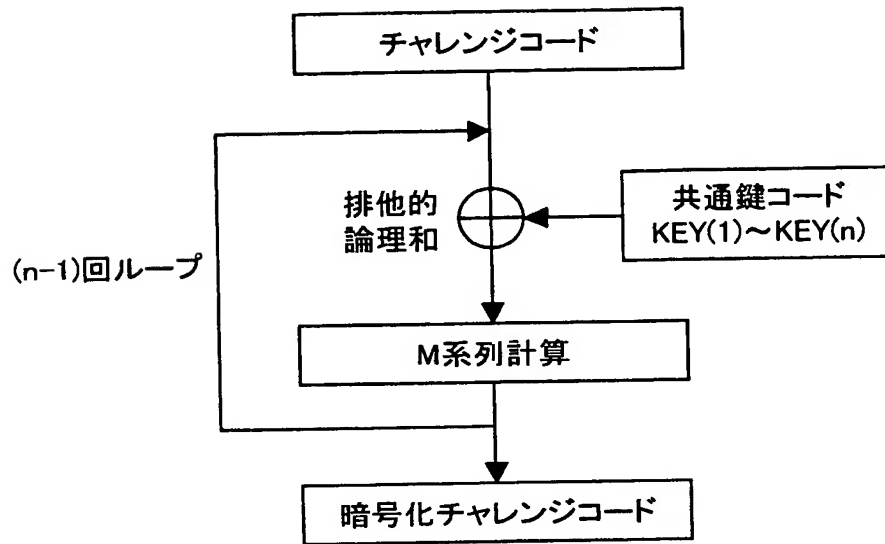 チャレンジコード
排他的
論理和
共通鍵コード
KEY(1)～KEY(n)
(n-1)回ループ
M系列計算
暗号化チャレンジコード